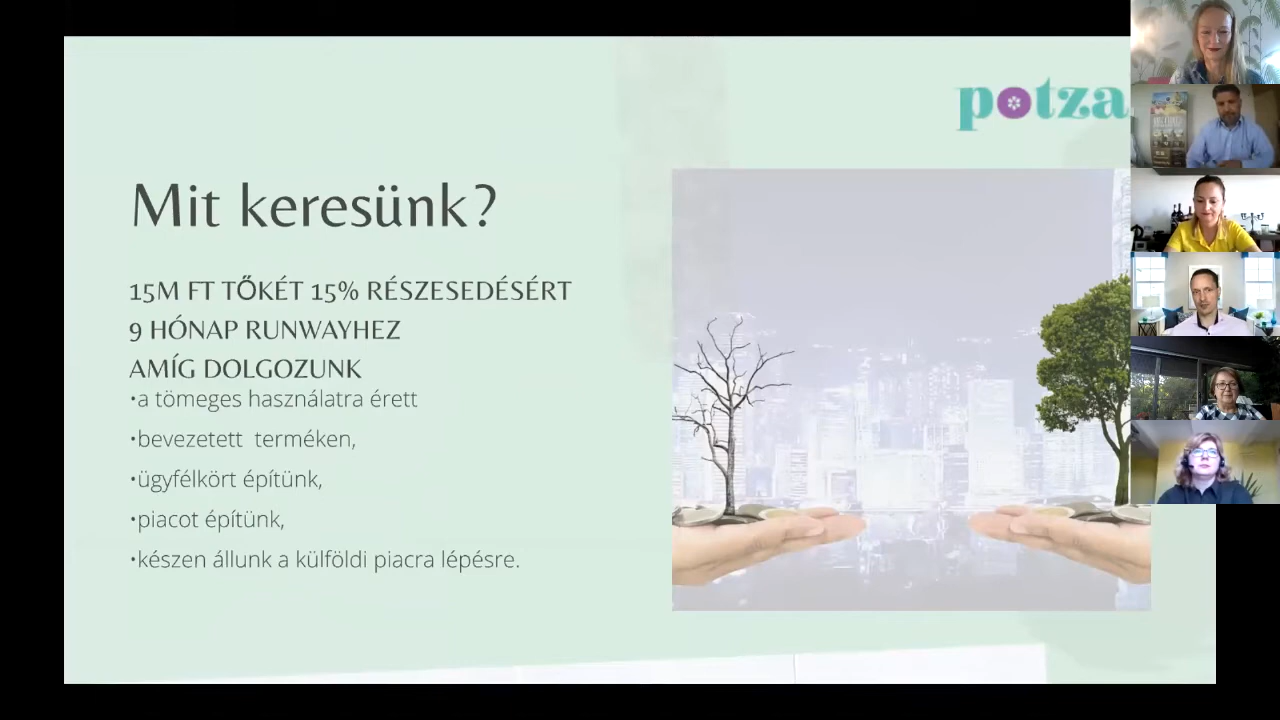 potza
Mit keresünk?
15M FT TŐKÉT 15% RÉSZESEDÉSÉRT
9 HÓNAP RUNWAYHEZ
AMÍG DOLGOZUNK
•a tömeges használatra érett
•bevezetett  terméken,
•ügyfélkört építünk,
•piacot építünk,
•készen állunk a külföldi piacra lépésre.